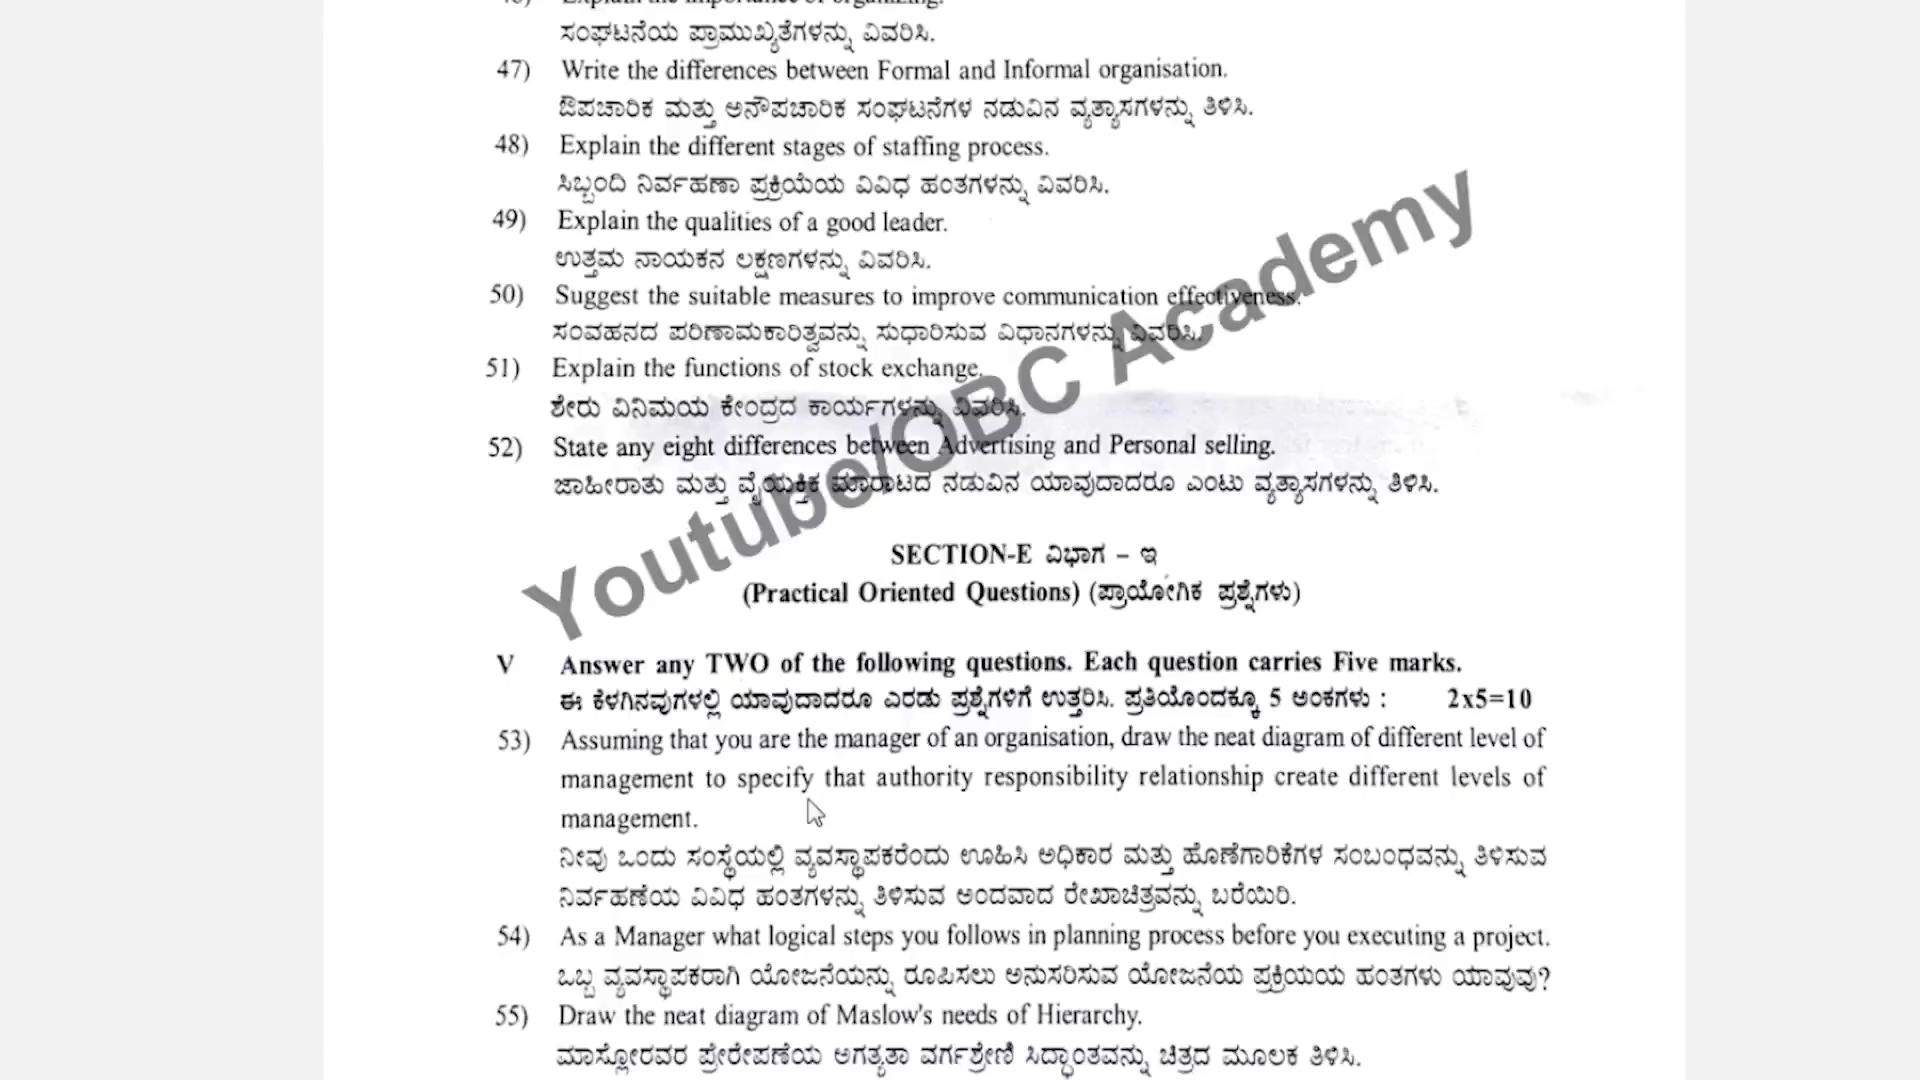 46) Explain the importance of organizing.
ಸಂಘಟನೆಯ ಪ್ರಾಮುಖ್ಯತೆಗಳನ್ನು ವಿವರಿಸಿ.
47) Write the differences between Formal and Informal organisation.
ಔಪಚಾರಿಕ ಮತ್ತು ಅನೌಪಚಾರಿಕ ಸಂಘಟನೆಗಳ ನಡುವಿನ ವ್ಯತ್ಯಾಸಗಳನ್ನು ತಿಳಿಸಿ.
48) Explain the different stages of staffing process.
ಸಿಬ್ಬಂದಿ ನಿರ್ವಹಣಾ ಪ್ರಕ್ರಿಯೆಯ ವಿವಿಧ ಹಂತಗಳನ್ನು ವಿವರಿಸಿ.
49) Explain the qualities of a good leader.
ಉತ್ತಮ ನಾಯಕನ ಲಕ್ಷಣಗಳನ್ನು ವಿವರಿಸಿ.
50) Suggest the suitable measures to improve communication effectiveness.
ಸಂವಹನದ ಪರಿಣಾಮಕಾರಿತ್ವವನ್ನು ಸುಧಾರಿಸುವ ವಿಧಾನಗಳನ್ನು ವಿವರಿಸಿ.
51) Explain the functions of stock exchange.
ಶೇರು ವಿನಿಮಯ ಕೇಂದ್ರದ ಕಾರ್ಯಗಳನ್ನು ವಿವರಿಸಿ.
52) State any eight differences between Advertising and Personal selling.
ಜಾಹೀರಾತು ಮತ್ತು ವೈಯಕ್ತಿಕ ಮಾರಾಟದ ನಡುವಿನ ಯಾವುದಾದರೂ ಎಂಟು ವ್ಯತ್ಯಾಸಗಳನ್ನು ತಿಳಿಸಿ.
Youtube/OBC Academy
SECTION-E ವಿಭಾಗ – ಇ
(Practical Oriented Questions) (ಪ್ರಾಯೋಗಿಕ ಪ್ರಶ್ನೆಗಳು)
V Answer any TWO of the following questions. Each question carries Five marks.
ಈ ಕೆಳಗಿನವುಗಳಲ್ಲಿ ಯಾವುದಾದರೂ ಎರಡು ಪ್ರಶ್ನೆಗಳಿಗೆ ಉತ್ತರಿಸಿ. ಪ್ರತಿಯೊಂದಕ್ಕೂ 5 ಅಂಕಗಳು : 2x5=10
53) Assuming that you are the manager of an organisation, draw the neat diagram of different level of
management to specify that authority responsibility relationship create different levels of
management.
ನೀವು ಒಂದು ಸಂಸ್ಥೆಯಲ್ಲಿ ವ್ಯವಸ್ಥಾಪಕರೆಂದು ಊಹಿಸಿ ಅಧಿಕಾರ ಮತ್ತು ಹೊಣೆಗಾರಿಕೆಗಳ ಸಂಬಂಧವನ್ನು ತಿಳಿಸುವ
ನಿರ್ವಹಣೆಯ ವಿವಿಧ ಹಂತಗಳನ್ನು ತಿಳಿಸುವ ಅಂದವಾದ ರೇಖಾಚಿತ್ರವನ್ನು ಬರೆಯಿರಿ.
54) As a Manager what logical steps you follows in planning process before you executing a project.
ಒಬ್ಬ ವ್ಯವಸ್ಥಾಪಕರಾಗಿ ಯೋಜನೆಯನ್ನು ರೂಪಿಸಲು ಅನುಸರಿಸುವ ಯೋಜನೆಯ ಪ್ರಕ್ರಿಯಯ ಹಂತಗಳು ಯಾವುವು?
55) Draw the neat diagram of Maslow's needs of Hierarchy.
ಮಾಸ್ಲೋರವರ ಪ್ರೇರೇಪಣೆಯ ಅಗತ್ಯತಾ ವರ್ಗಶ್ರೇಣಿ ಸಿದ್ಧಾಂತವನ್ನು ಚಿತ್ರದ ಮೂಲಕ ತಿಳಿಸಿ.